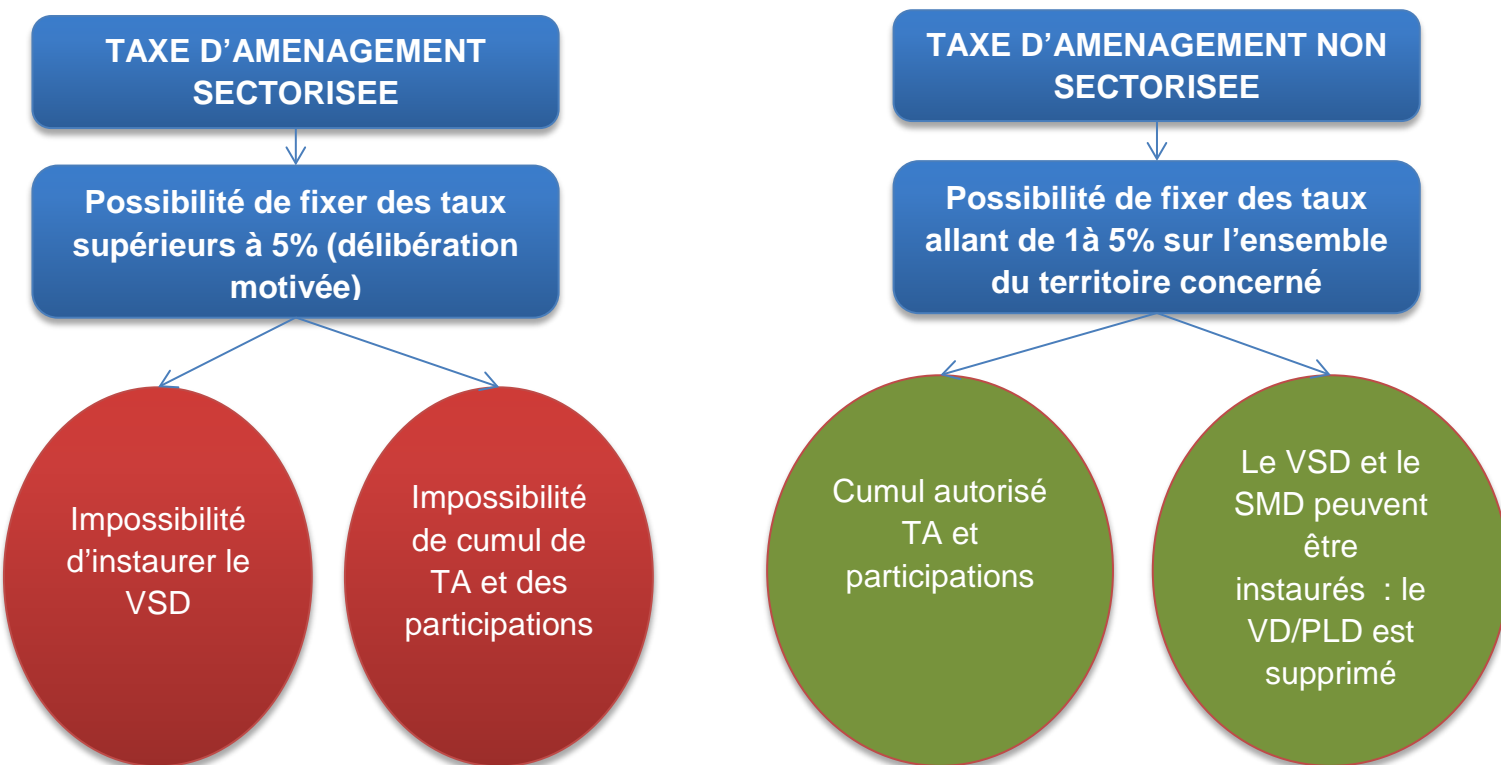 TAXE D’AMENAGEMENT
SECTORISEE
Possibilité de fixer des taux
supérieurs à 5% (délibération
motivée)
Impossibilité
d’instaurer le
VSD
Impossibilité
de cumul de
TA et des
participations
TAXE D’AMENAGEMENT NON
SECTORISEE
Possibilité de fixer des taux
allant de 1à 5% sur l’ensemble
du territoire concerné
Cumul autorisé
TA et
participations
Le VSD et le
SMD peuvent
être
instaurés : le
VD/PLD est
supprimé